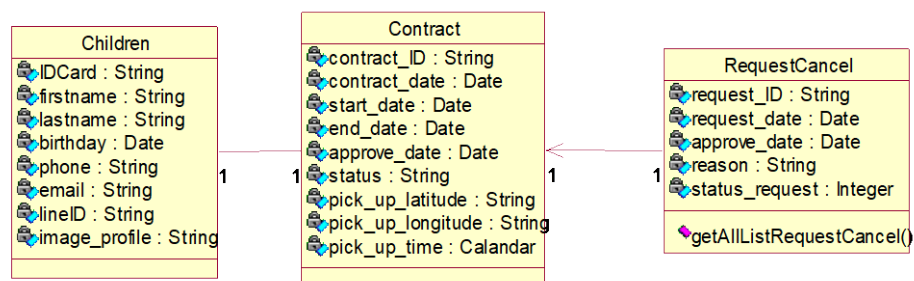 Children
IDCard : String
firstname : String
lastname : String
birthday : Date
phone : String
email : String
lineID : String
image_profile : String
1
1
Contract
contract_ID : String
contract_date : Date
start_date : Date
end_date : Date
approve_date : Date
status : String
pick_up_latitude : String
pick_up_longitude : String
pick_up_time : Calandar
1
1
RequestCancel
request_ID : String
request_date : Date
approve_date : Date
reason : String
status_request : Integer
getAllListRequestCancel()